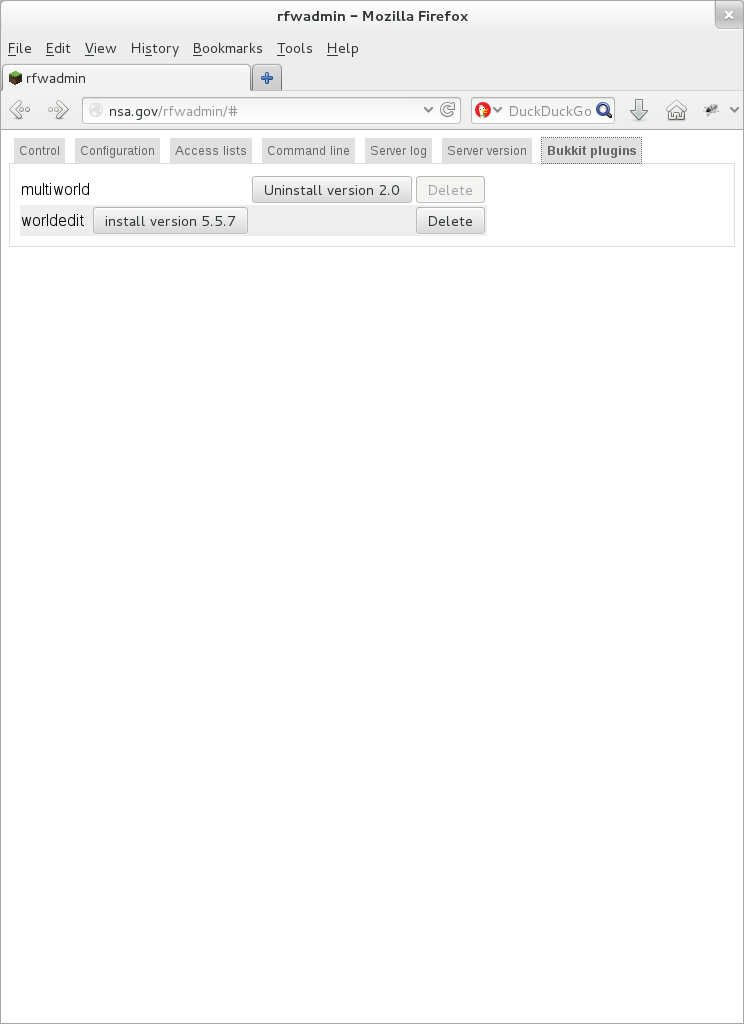 rfwadmin - Mozilla Firefox
File Edit View History Bookmarks Tools Help
rfwadmin
nsa.gov/rfwadmin/# DuckDuckGo
Control Configuration Access lists Command line Server log Server version Bukkit plugins
multiworld Uninstall version 2.0 Delete
worldedit install version 5.5.7 Delete